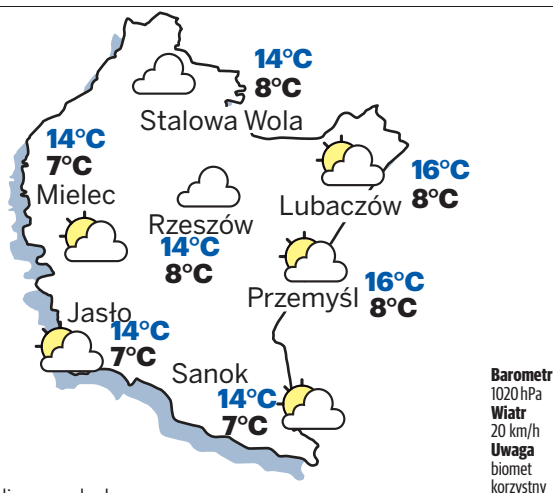 14°C
8°C
Stalowa Wola
14°C
7°C
Mielec
16°C
8°C
Lubaczów
Rzeszów
14°C
8°C
16°C
8°C
Przemyśl
Jasło
14°C
7°C
Sanok
14°C
7°C
Barometr
1020 hPa
Wiatr
20 km/h
Uwaga
biomet
korzystny